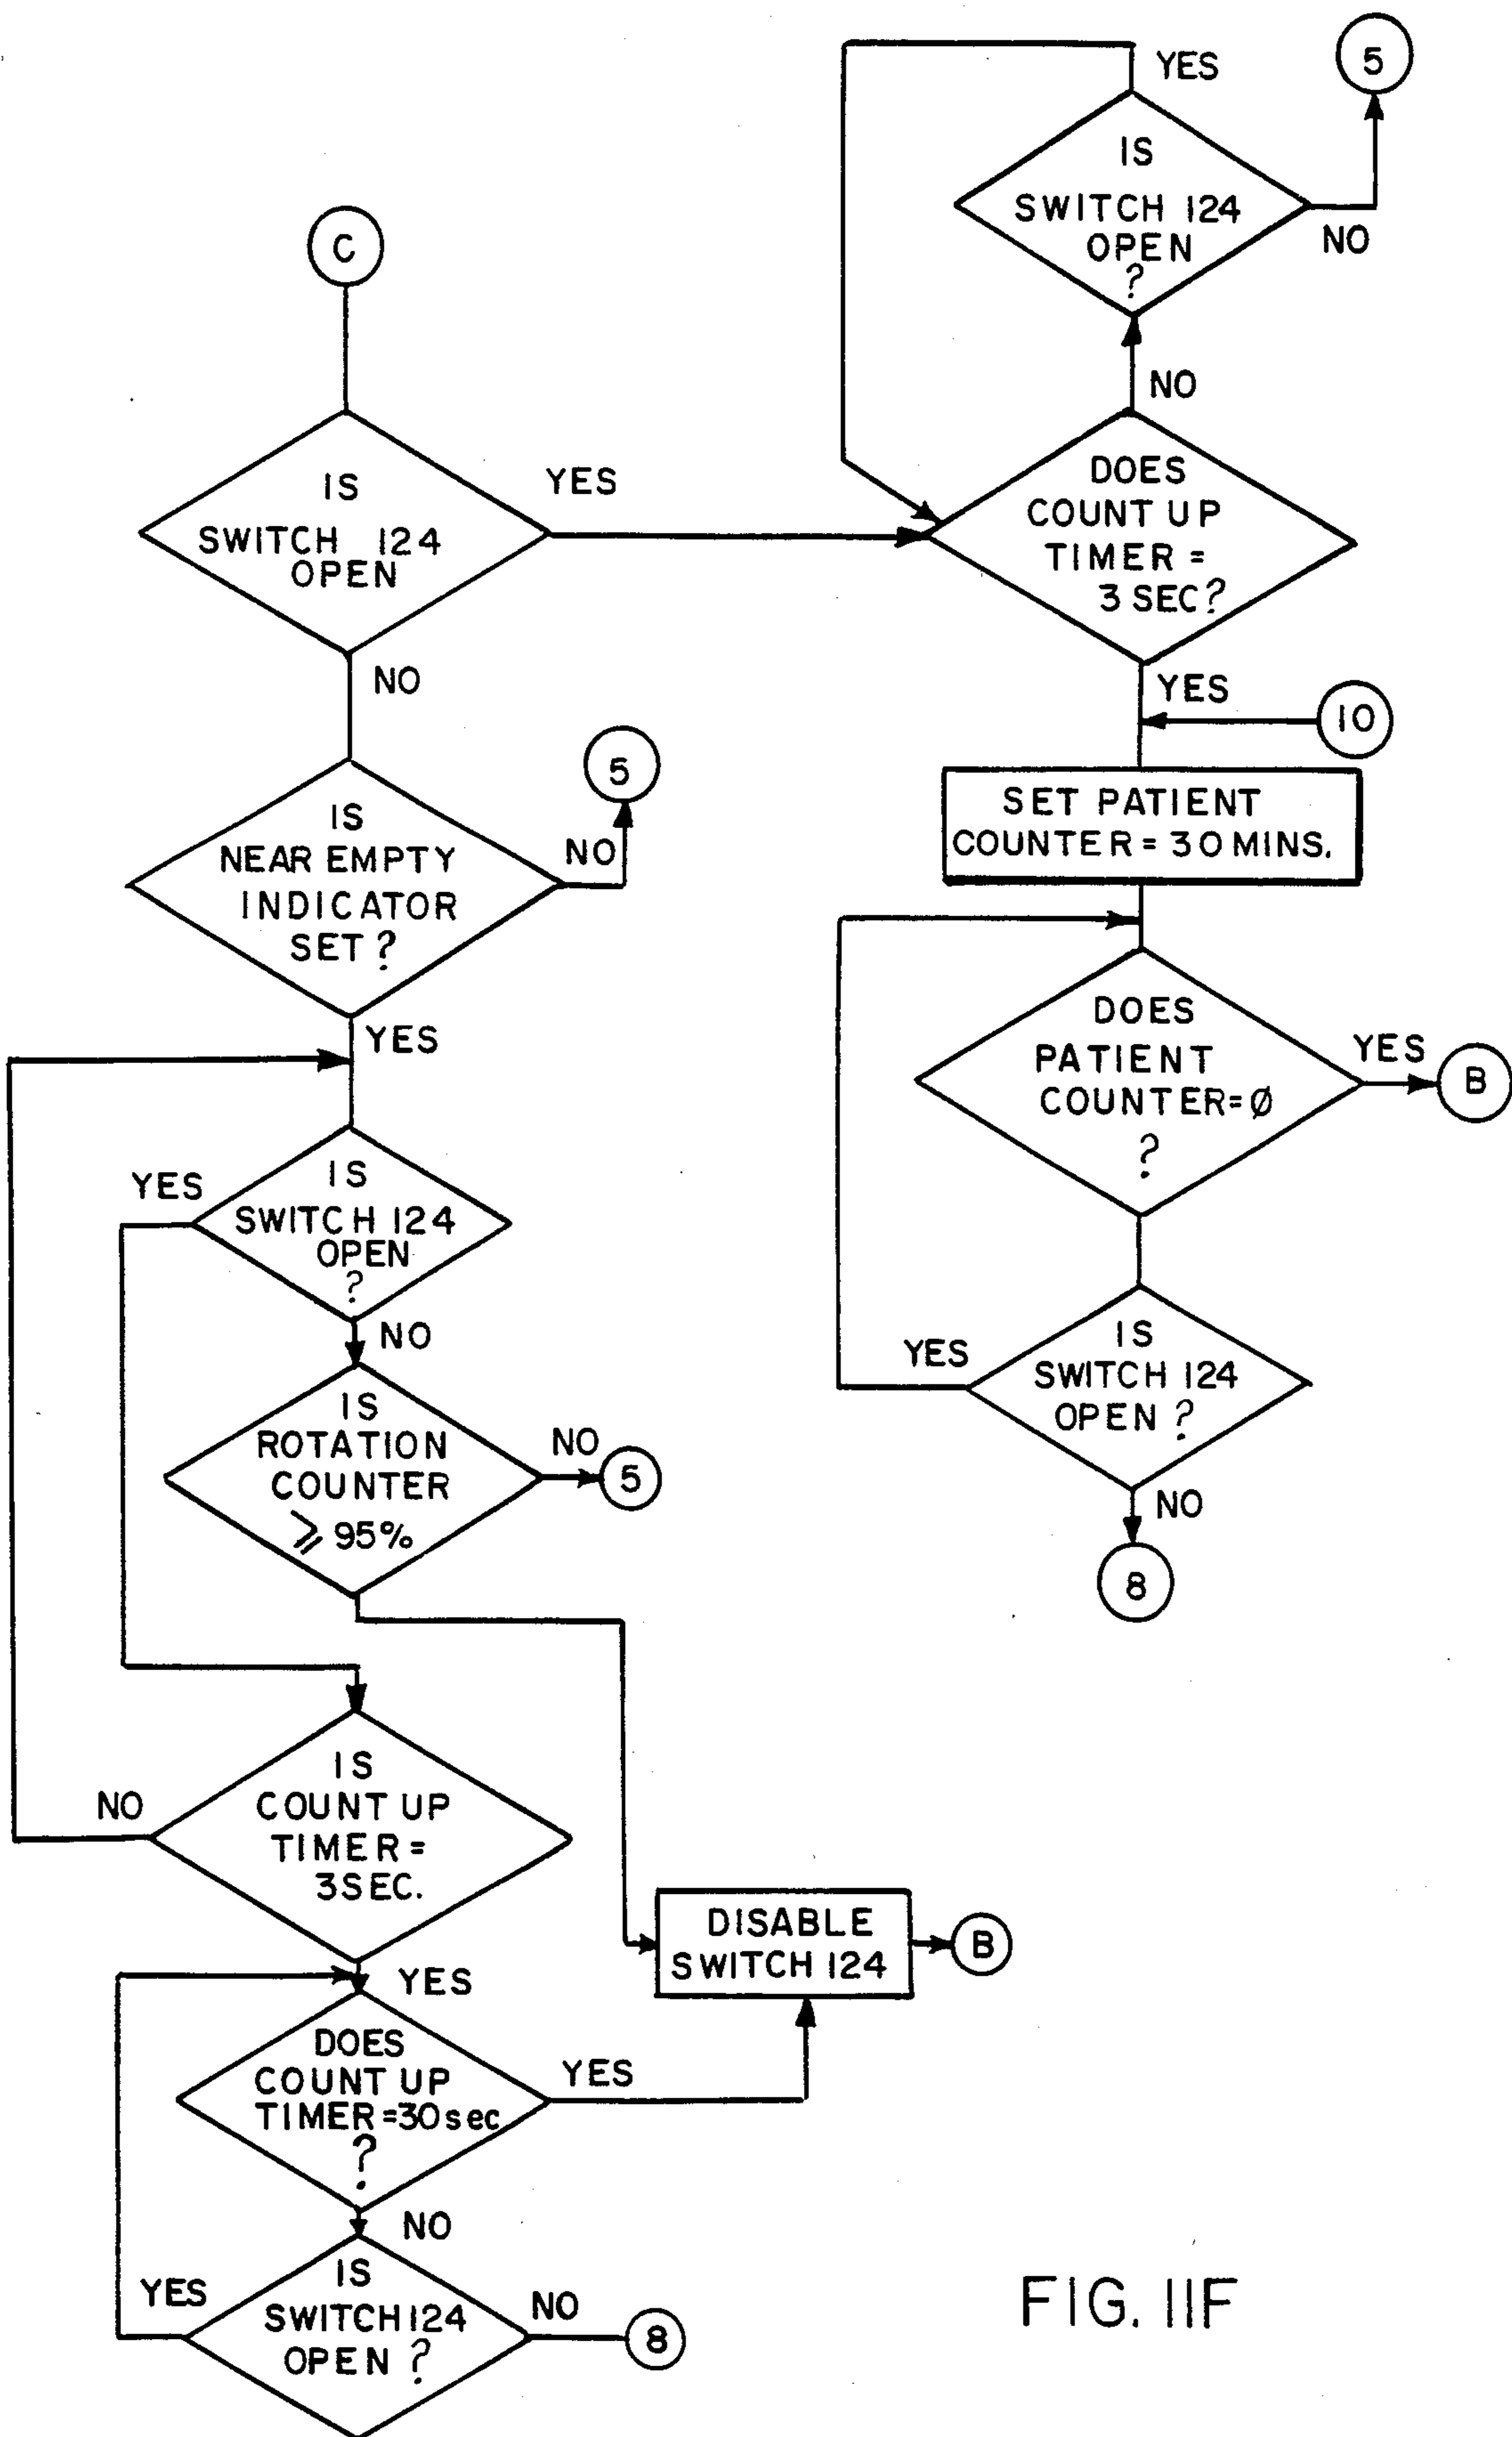 C
IS
SWITCH 124
OPEN
YES
NO
IS
NEAR EMPTY
INDICATOR
SET?
NO
5
YES
IS
SWITCH 124
OPEN
?
YES
NO
IS
ROTATION
COUNTER
≥ 95%
NO
5
IS
COUNT UP
TIMER=
3SEC.
NO
YES
DISABLE
SWITCH 124
B
DOES
COUNT UP
TIMER=30sec
?
YES
NO
IS
SWITCH 124
OPEN ?
YES
NO
8
YES
5
IS
SWITCH 124
OPEN
?
NO
NO
DOES
COUNT UP
TIMER =
3 SEC?
YES
10
SET PATIENT
COUNTER = 30 MINS.
DOES
PATIENT
COUNTER=Ø
?
YES
B
IS
SWITCH 124
OPEN ?
YES
NO
8
FIG. 11F